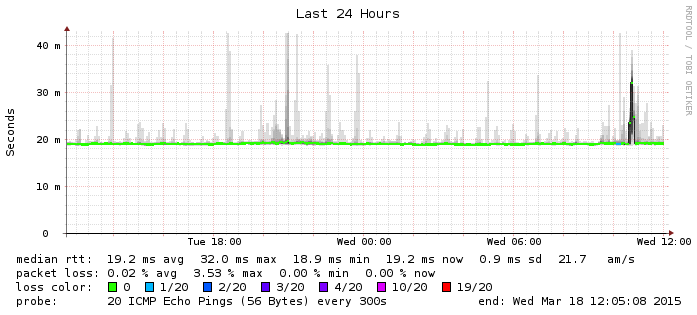 Last 24 Hours
RRDTOOL / TOBI OETIKER
Seconds
40 m
30 m
20 m
10 m
0
Tue 18:00 Wed 00:00 Wed 06:00 Wed 12:00
median rtt: 19.2 ms avg 32.0 ms max 18.9 ms min 19.2 ms now 0.9 ms sd 21.7 am/s
packet loss: 0.02 % avg 3.53 % max 0.00 % min 0.00 % now
loss color: 0 1/20 2/20 3/20 4/20 10/20 19/20
probe: 20 ICMP Echo Pings (56 Bytes) every 300s end: Wed Mar 18 12:05:08 2015